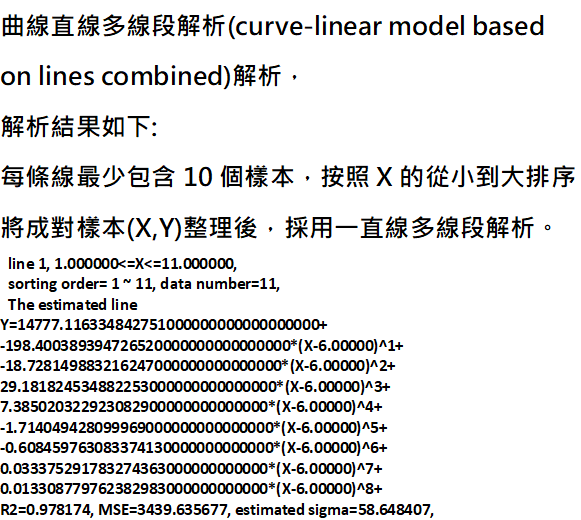 曲線直線多線段解析(curve-linear model based
on lines combined)解析，
解析結果如下:
每條線最少包含 10 個樣本，按照 X 的從小到大排序
將成對樣本(X,Y)整理後，採用一直線多線段解析。
line 1, 1.000000<=X<=11.000000,
sorting order= 1 ~ 11, data number=11,
The estimated line
Y=14777.116334842751000000000000000000+
-198.400389394726520000000000000000*(X-6.00000)^1+
-18.728149883216247000000000000000*(X-6.00000)^2+
29.181824534882253000000000000000*(X-6.00000)^3+
7.385020322923082900000000000000*(X-6.00000)^4+
-1.714049428099969000000000000000*(X-6.00000)^5+
-0.608459763083374130000000000000*(X-6.00000)^6+
0.033375291783274363000000000000*(X-6.00000)^7+
0.013308779762382983000000000000*(X-6.00000)^8+
R2=0.978174, MSE=3439.635677, estimated sigma=58.648407,